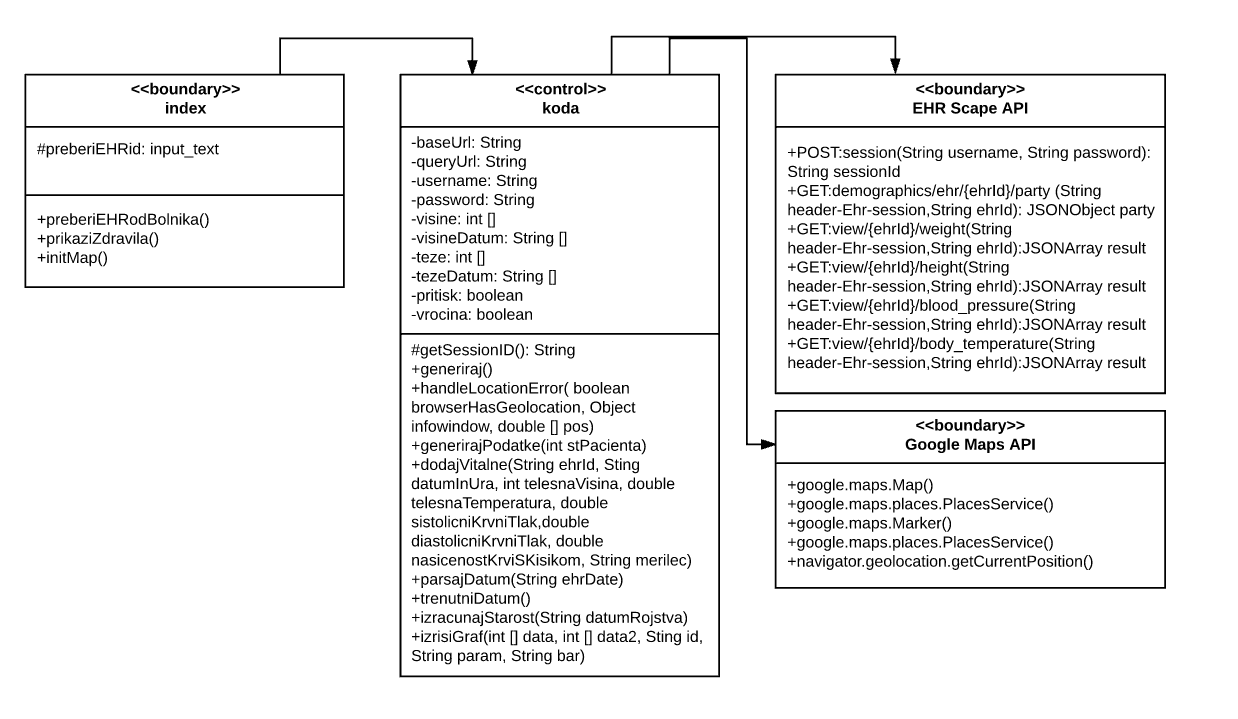 <<boundary>>
index
#preberiEHRid: input_text
+preberiEHRodBolnika()
+prikaziZdravila()
+initMap()
<<control>>
koda
-baseUrl: String
-queryUrl: String
-username: String
-password: String
-visine: int []
-visineDatum: String []
-teze: int []
-tezeDatum: String []
-pritisk: boolean
-vrocina: boolean
#getSessionID(): String
+generiraj()
+handleLocationError( boolean
browserHasGeolocation, Object
infowindow, double [] pos)
+generirajPodatke(int stPacienta)
+dodajVitalne(String ehrId, Sting
datumInUra, int telesnaVisina, double
telesnaTemperatura, double
sistolicniKrvniTlak,double
diastolicniKrvniTlak, double
nasicenostKrviSKisikom, String merilec)
+parsajDatum(String ehrDate)
+trenutniDatum()
+izracunajStarost(String datumRojstva)
+izrisiGraf(int [] data, int [] data2, Sting id,
String param, String bar)
<<boundary>>
EHR Scape API
+POST:session(String username, String password):
String sessionId
+GET:demographics/ehr/{ehrId}/party (String
header-Ehr-session,String ehrId): JSONObject party
+GET:view/{ehrId}/weight(String
header-Ehr-session,String ehrId):JSONArray result
+GET:view/{ehrId}/height(String
header-Ehr-session,String ehrId):JSONArray result
+GET:view/{ehrId}/blood_pressure(String
header-Ehr-session,String ehrId):JSONArray result
+GET:view/{ehrId}/body_temperature(String
header-Ehr-session,String ehrId):JSONArray result
<<boundary>>
Google Maps API
+google.maps.Map()
+google.maps.places.PlacesService()
+google.maps.Marker()
+google.maps.places.PlacesService()
+navigator.geolocation.getCurrentPosition()